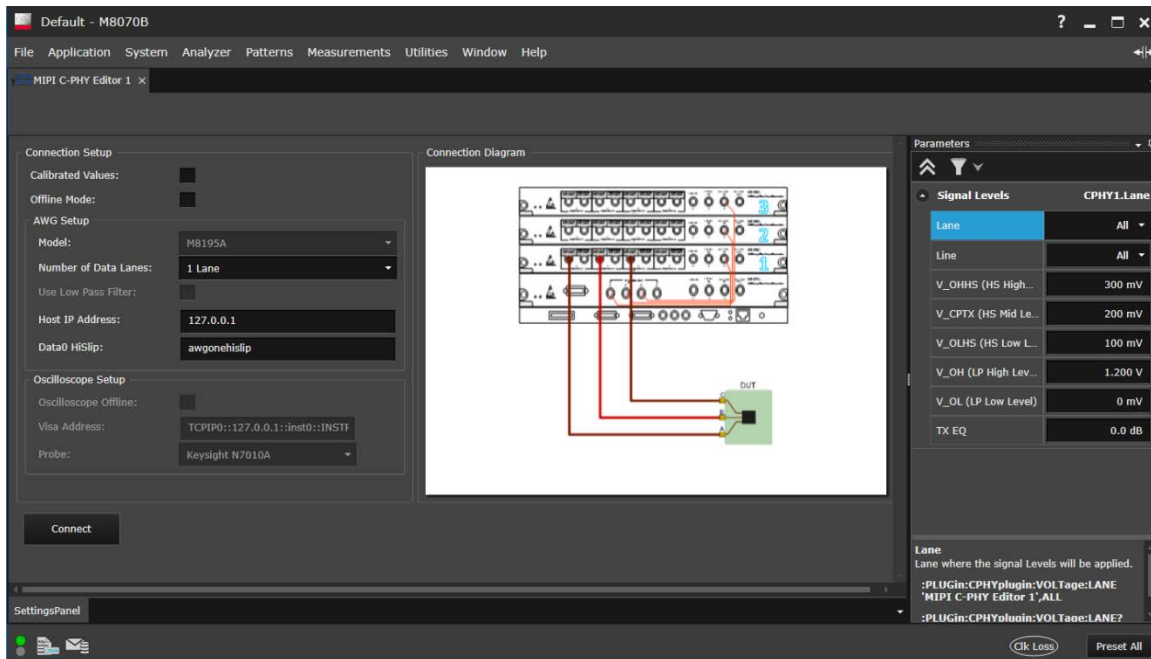 Default - M8070B
?
File Application System Analyzer Patterns Measurements Utilities Window Help
MIPI C-PHY Editor 1
Connection Setup
Calibrated Values:
Offline Mode:
AWG Setup
Model: M8195A
Number of Data Lanes: 1 Lane
Use Low Pass Filter:
Host IP Address: 127.0.0.1
Data0 HiSlip: awgonehislip
Oscilloscope Setup
Oscilloscope Offline:
Visa Address: TCPIP0::127.0.0.1::inst0::INSTF
Probe: Keysight N7010A
Connect
Connection Diagram
3
2
1
DUT
C
B
A
Parameters
Signal Levels CPHY1.Lane
Lane All
Line All
V_OHHS (HS High... 300 mV
V_CPTX (HS Mid Le... 200 mV
V_OLHS (HS Low L... 100 mV
V_OH (LP High Lev... 1.200 V
V_OL (LP Low Level) 0 mV
TX EQ 0.0 dB
Lane
Lane where the signal Levels will be applied.
:PLUGin:CPHYplugin:VOLTage:LANE
'MIPI C-PHY Editor 1',ALL
:PLUGin:CPHYplugin:VOLTage:LANE?
SettingsPanel
Clk Loss
Preset All